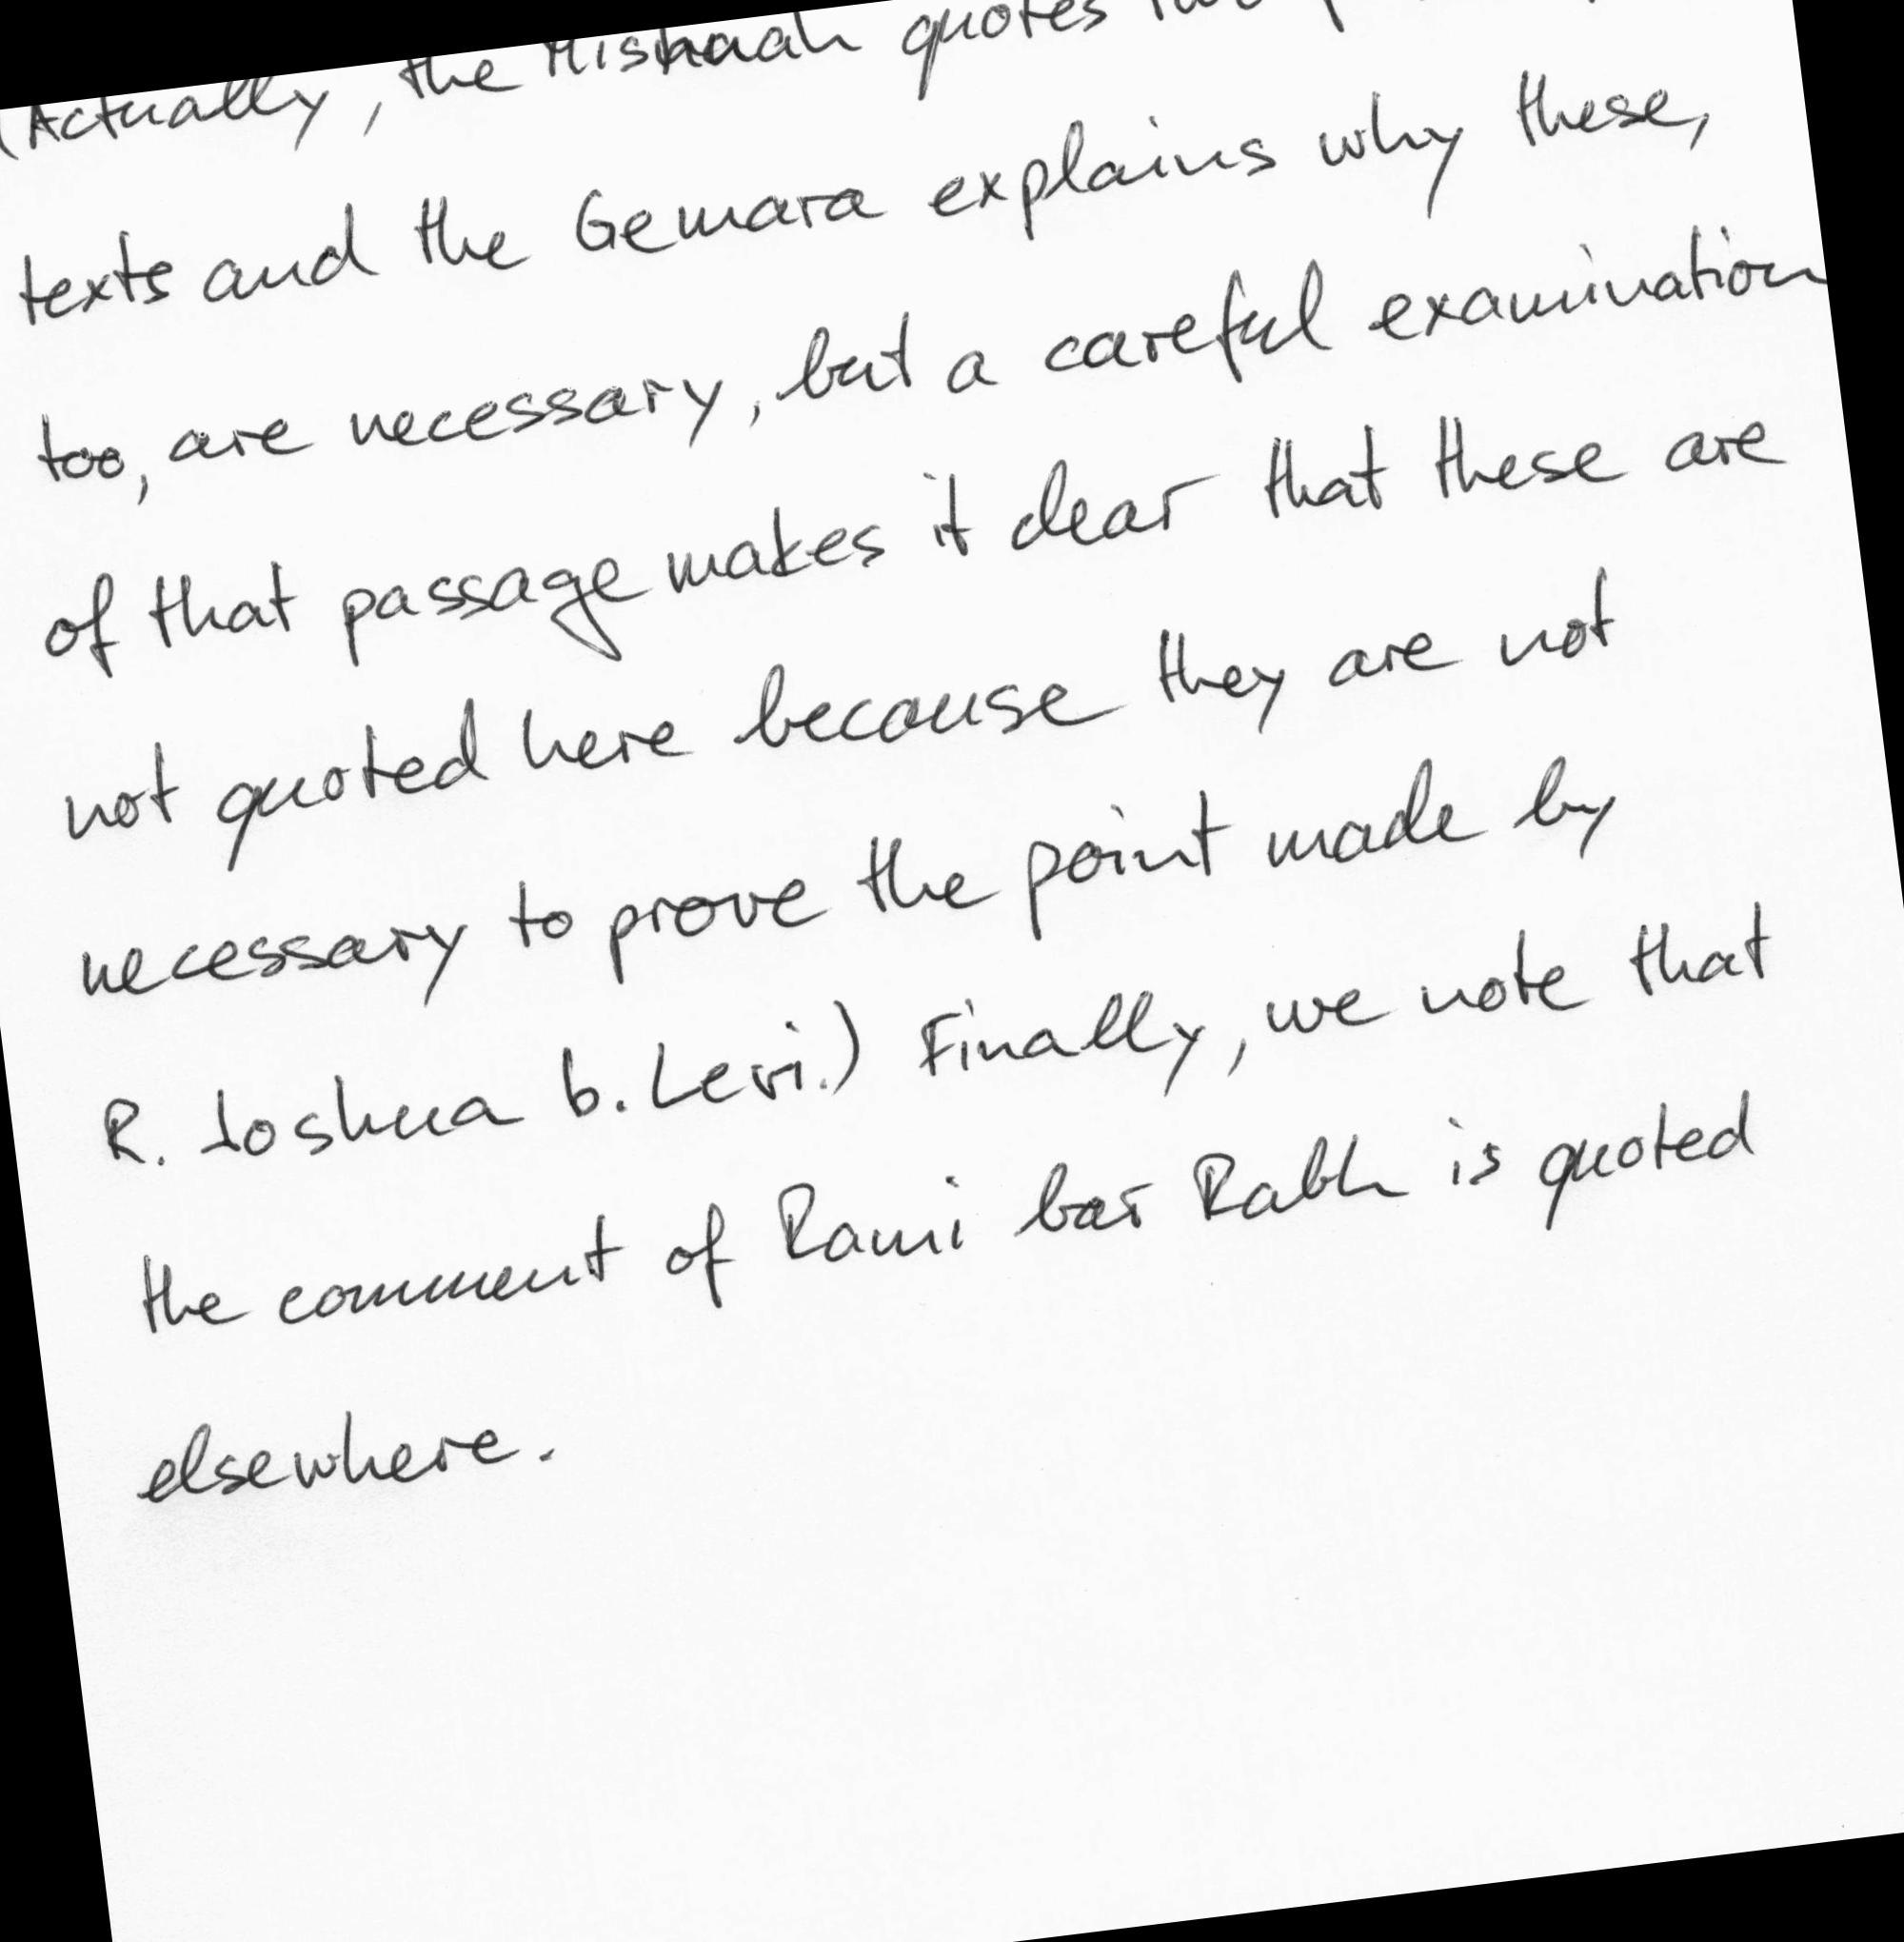 (Actually, the Mishnah quotes
texts and the Gemara explains why these,
too, are necessary, but a careful examination
of that passage makes it clear that these are
not quoted here because they are not
necessary to prove the point made by
R. Joshua b. Levi.) Finally, we note that
the comment of Rami bar Rabh is quoted
elsewhere.